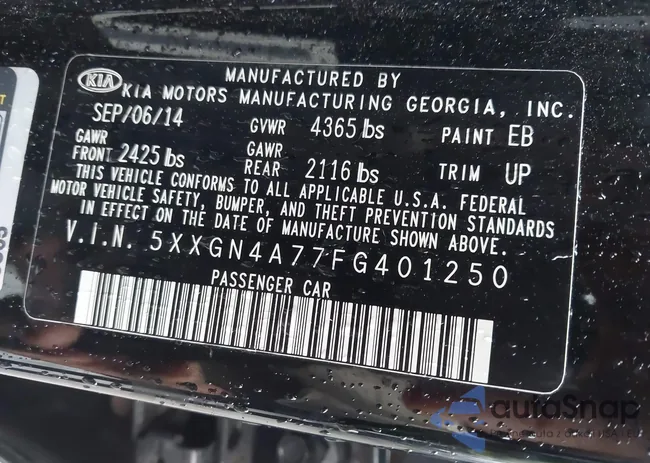 KIA
MANUFACTURED BY
KIA MOTORS MANUFACTURING GEORGIA, INC.
SEP/06/14 GVWR 4365 lbs PAINT EB
GAWR FRONT 2425 lbs GAWR REAR 2116 lbs TRIM UP
THIS VEHICLE CONFORMS TO ALL APPLICABLE U.S.A. FEDERAL
MOTOR VEHICLE SAFETY, BUMPER, AND THEFT PREVENTION STANDARDS
IN EFFECT ON THE DATE OF MANUFACTURE SHOWN ABOVE.
V.I.N. 5XXGN4A77FG401250
PASSENGER CAR
autoSnap